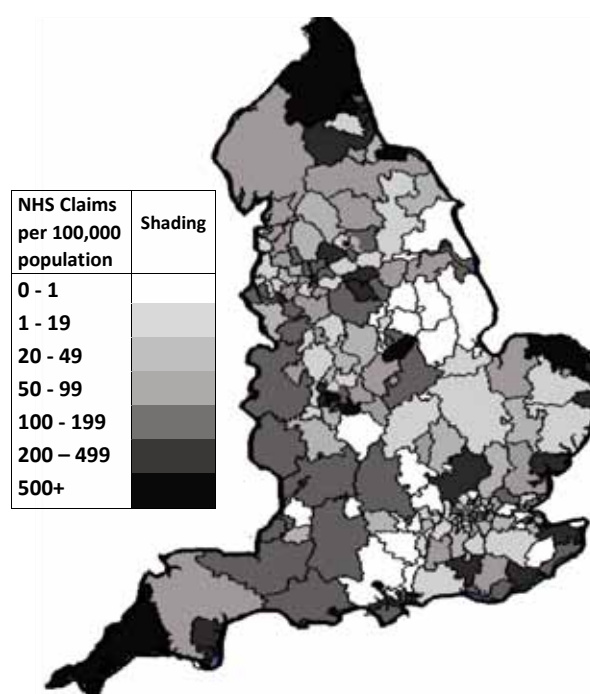 NHS Claims
per 100,000
population
Shading
0 - 1
1 - 19
20 - 49
50 - 99
100 - 199
200 – 499
500+